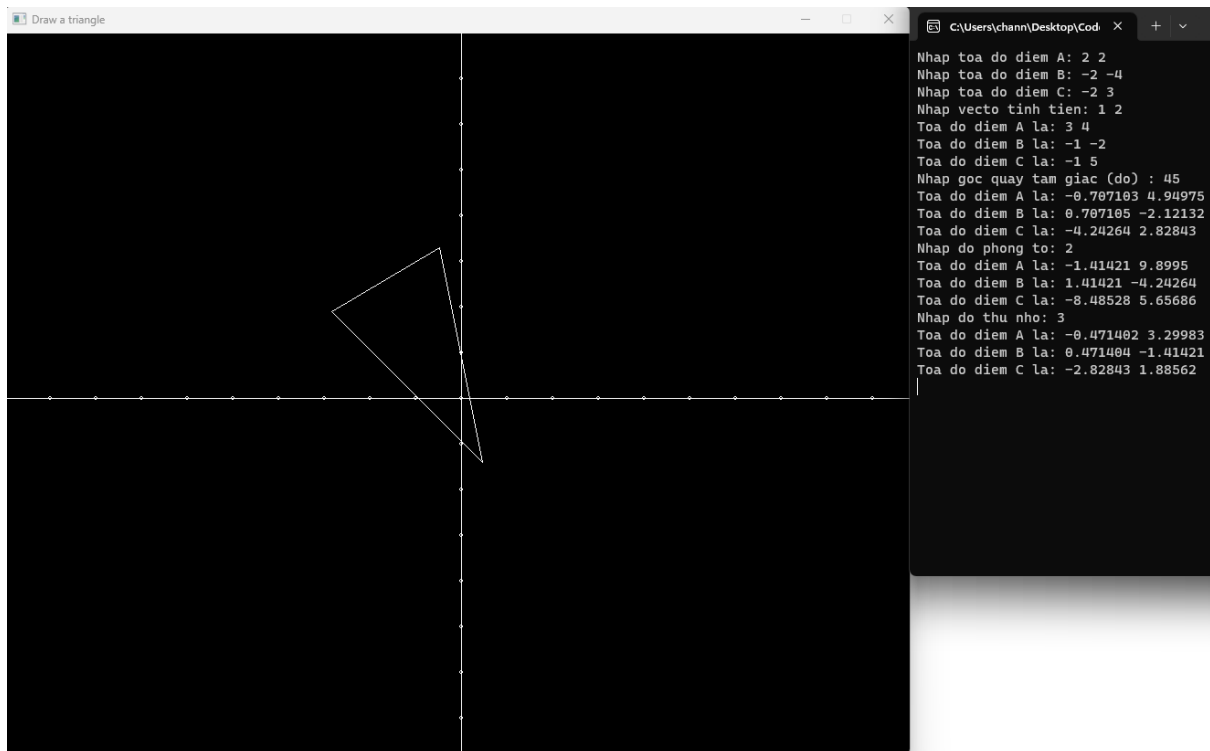 Draw a triangle
C:\Users\chann\Desktop\Cod
Nhap toa do diem A: 2 2
Nhap toa do diem B: -2 -4
Nhap toa do diem C: -2 3
Nhap vecto tinh tien: 1 2
Toa do diem A la: 3 4
Toa do diem B la: -1 -2
Toa do diem C la: -1 5
Nhap goc quay tam giac (do) : 45
Toa do diem A la: -0.707103 4.94975
Toa do diem B la: 0.707105 -2.12132
Toa do diem C la: -4.24264 2.82843
Nhap do phong to: 2
Toa do diem A la: -1.41421 9.8995
Toa do diem B la: 1.41421 -4.24264
Toa do diem C la: -8.48528 5.65686
Nhap do thu nho: 3
Toa do diem A la: -0.471402 3.29983
Toa do diem B la: 0.471404 -1.41421
Toa do diem C la: -2.82843 1.88562